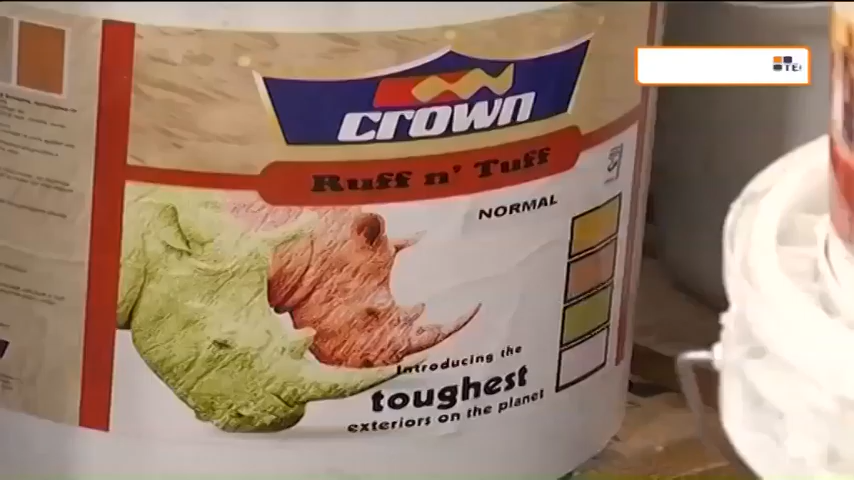 crown
Ruff n' Tuff
NORMAL
Introducing the
toughest
exteriors on the planet